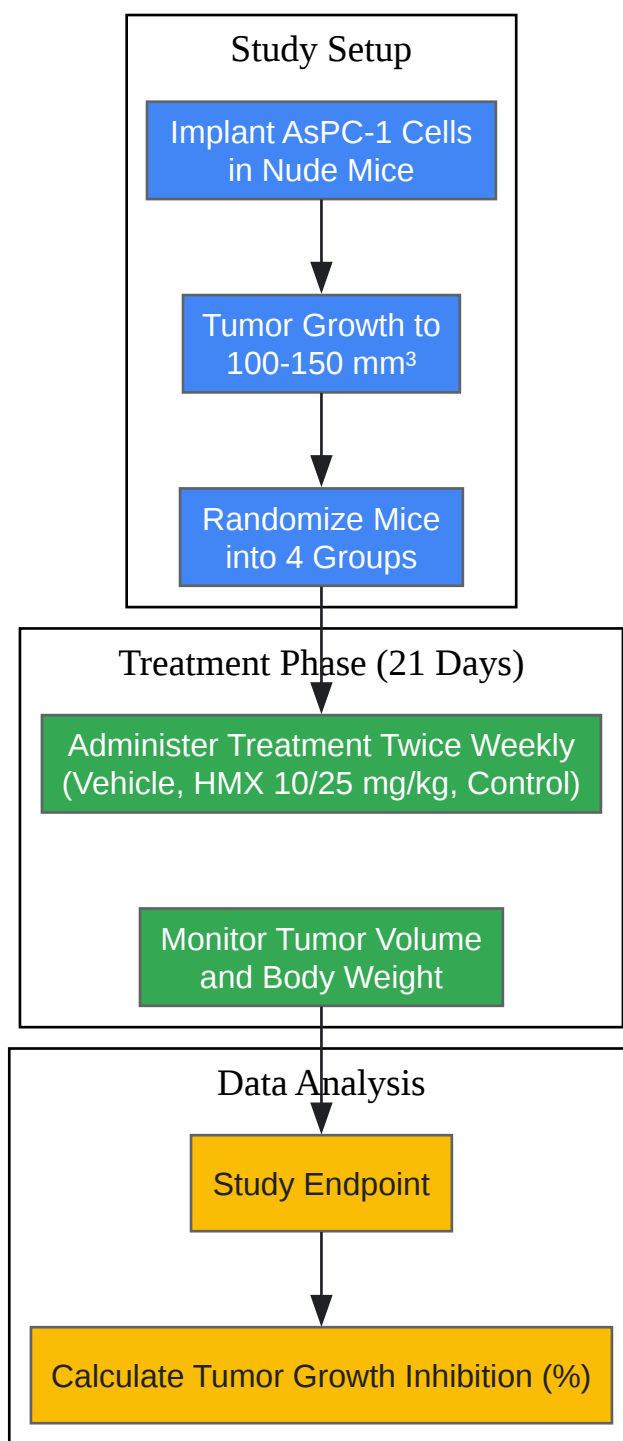 Study Setup
Implant AsPC-1 Cells
in Nude Mice
Tumor Growth to
100-150 mm³
Randomize Mice
into 4 Groups
Treatment Phase (21 Days)
Administer Treatment Twice Weekly
(Vehicle, HMX 10/25 mg/kg, Control)
Monitor Tumor Volume
and Body Weight
Data Analysis
Study Endpoint
Calculate Tumor Growth Inhibition (%)